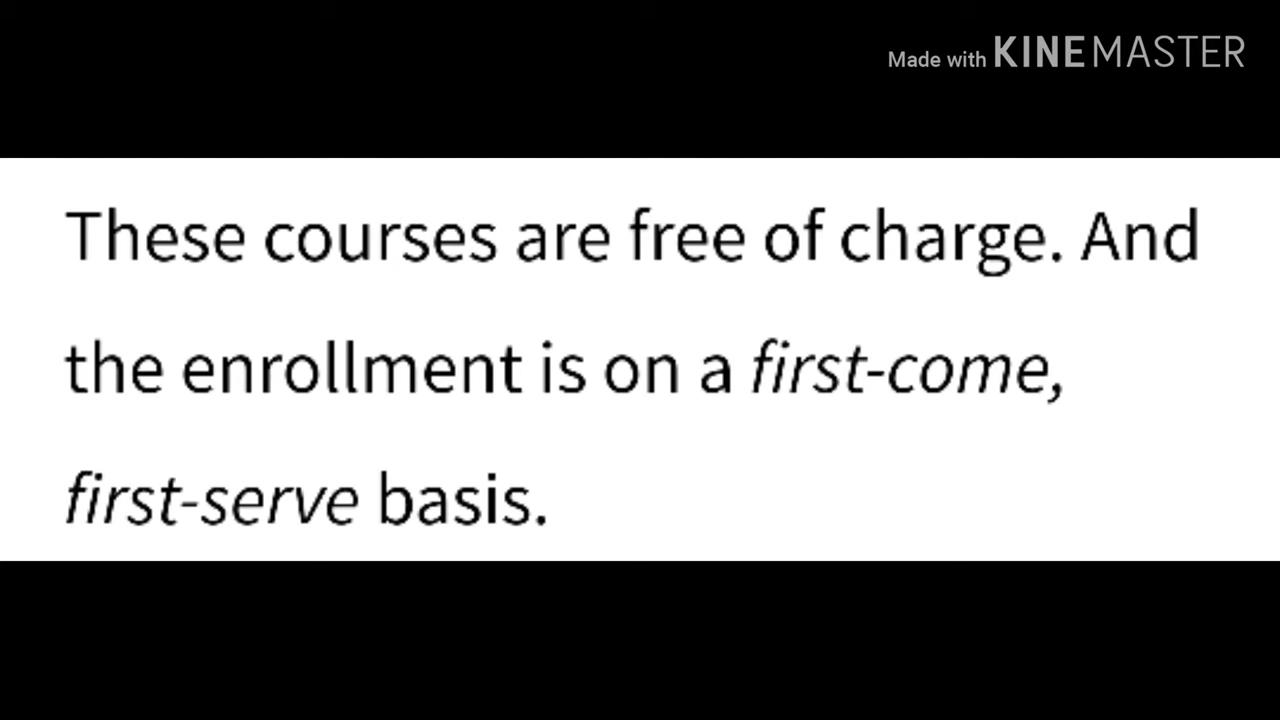 Made with KINEMASTER
These courses are free of charge. And
the enrollment is on a first-come,
first-serve basis.